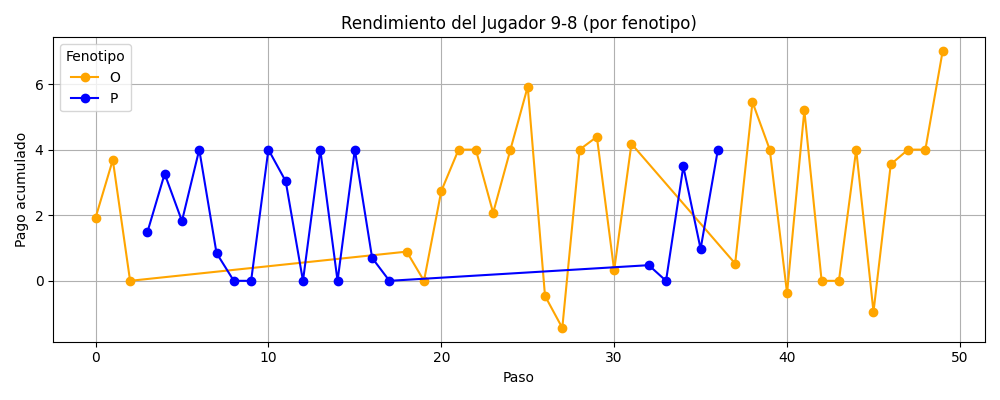 Rendimiento del Jugador 9-8 (por fenotipo)
Fenotipo
O
P
Pago acumulado
6
4
2
0
0 10 20 30 40 50
Paso